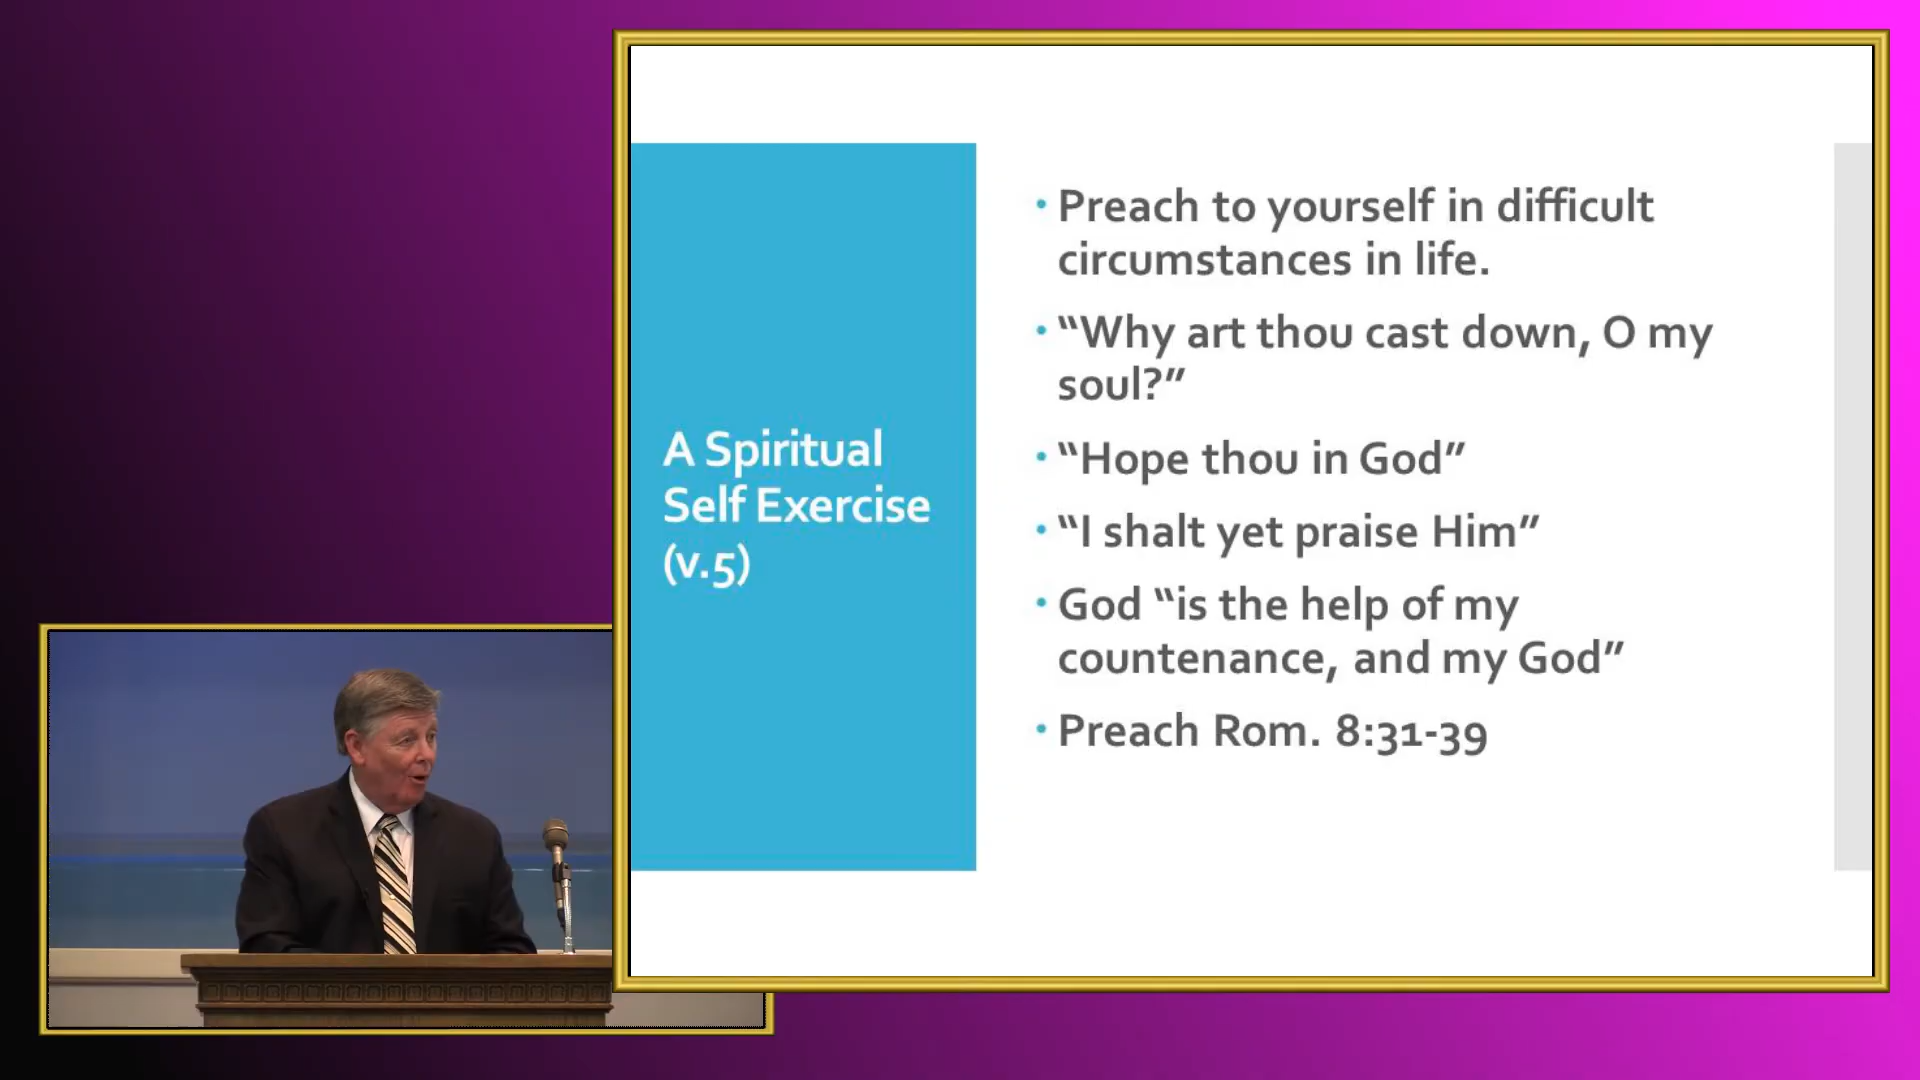 A Spiritual
Self Exercise
(v.5)
• Preach to yourself in difficult
circumstances in life.
• “Why art thou cast down, O my
soul?”
• “Hope thou in God”
• “I shalt yet praise Him”
• God “is the help of my
countenance, and my God”
• Preach Rom. 8:31-39